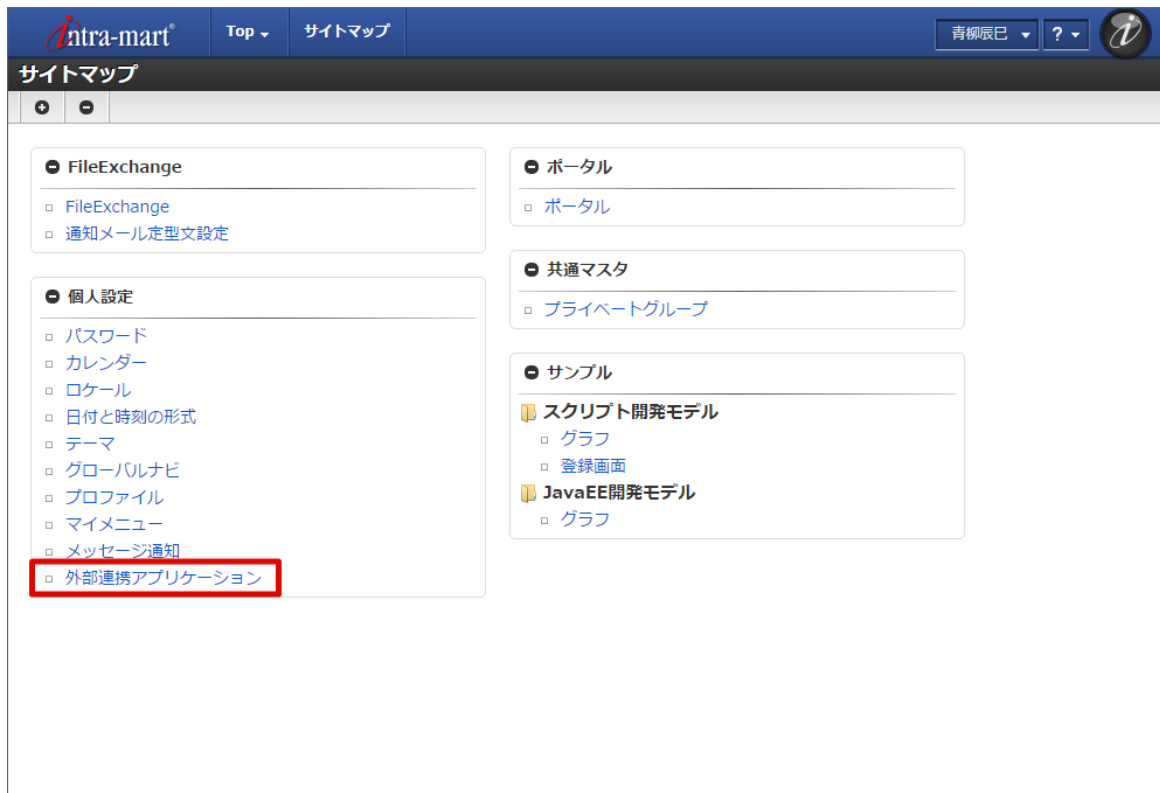 intra-mart®
Top
サイトマップ
青柳辰巳
?
サイトマップ
FileExchange
FileExchange
通知メール定型文設定
個人設定
パスワード
カレンダー
ロケール
日付と時刻の形式
テーマ
グローバルナビ
プロファイル
マイメニュー
メッセージ通知
外部連携アプリケーション
ポータル
ポータル
共通マスタ
プライベートグループ
サンプル
スクリプト開発モデル
グラフ
登録画面
JavaEE開発モデル
グラフ